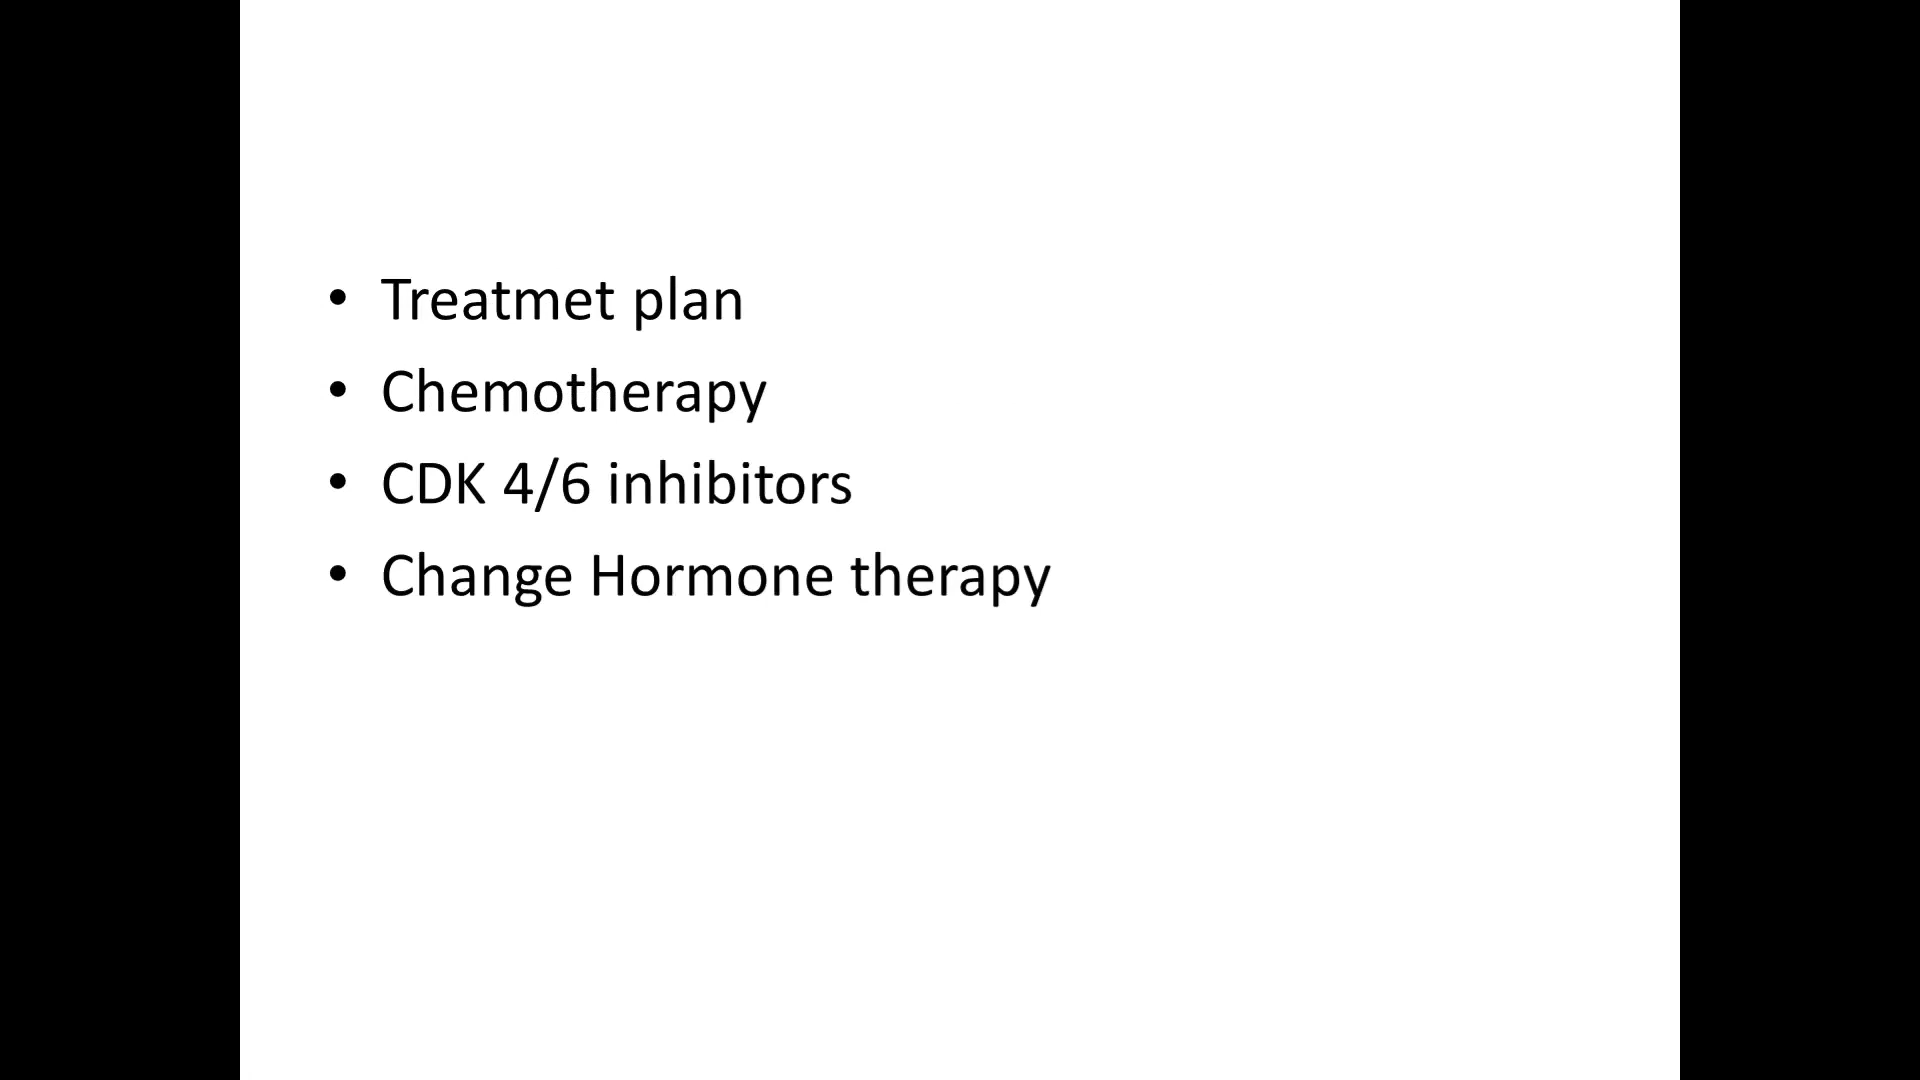 • Treatmet plan
• Chemotherapy
• CDK 4/6 inhibitors
• Change Hormone therapy